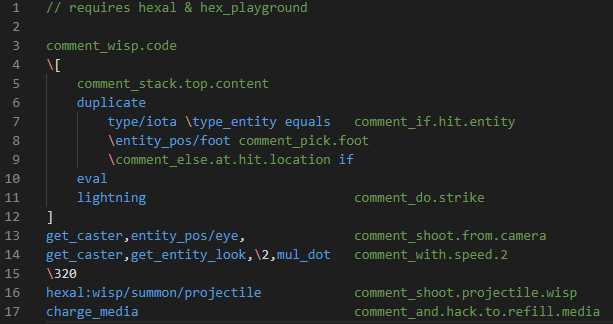 1 // requires hexal & hex_playground
2
3 comment_wisp.code
4 \[
5 comment_stack.top.content
6 duplicate
7 type/iota \type_entity equals comment_if.hit.entity
8 \entity_pos/foot comment_pick.foot
9 \comment_else.at.hit.location if
10 eval
11 lightning comment_do.strike
12 ]
13 get_caster,entity_pos/eye, comment_shoot.from.camera
14 get_caster,get_entity_look,\2,mul_dot comment_with.speed.2
15 \320
16 hexal:wisp/summon/projectile comment_shoot.projectile.wisp
17 charge_media comment_and.hack.to.refill.media